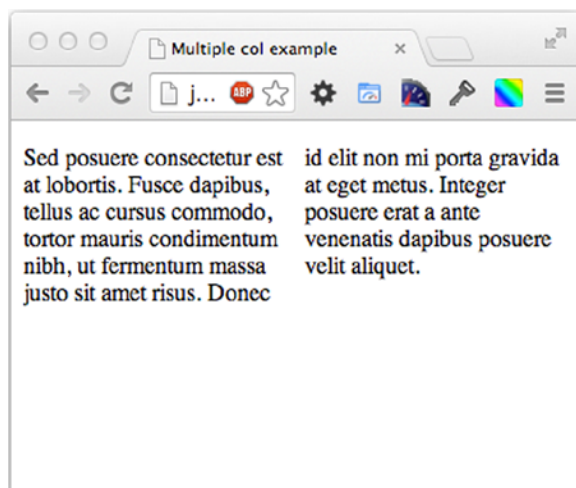 Multiple col example
j...
ABP
Sed posuere consectetur est
at lobortis. Fusce dapibus,
tellus ac cursus commodo,
tortor mauris condimentum
nibh, ut fermentum massa
justo sit amet risus. Donec
id elit non mi porta gravida
at eget metus. Integer
posuere erat a ante
venenatis dapibus posuere
velit aliquet.